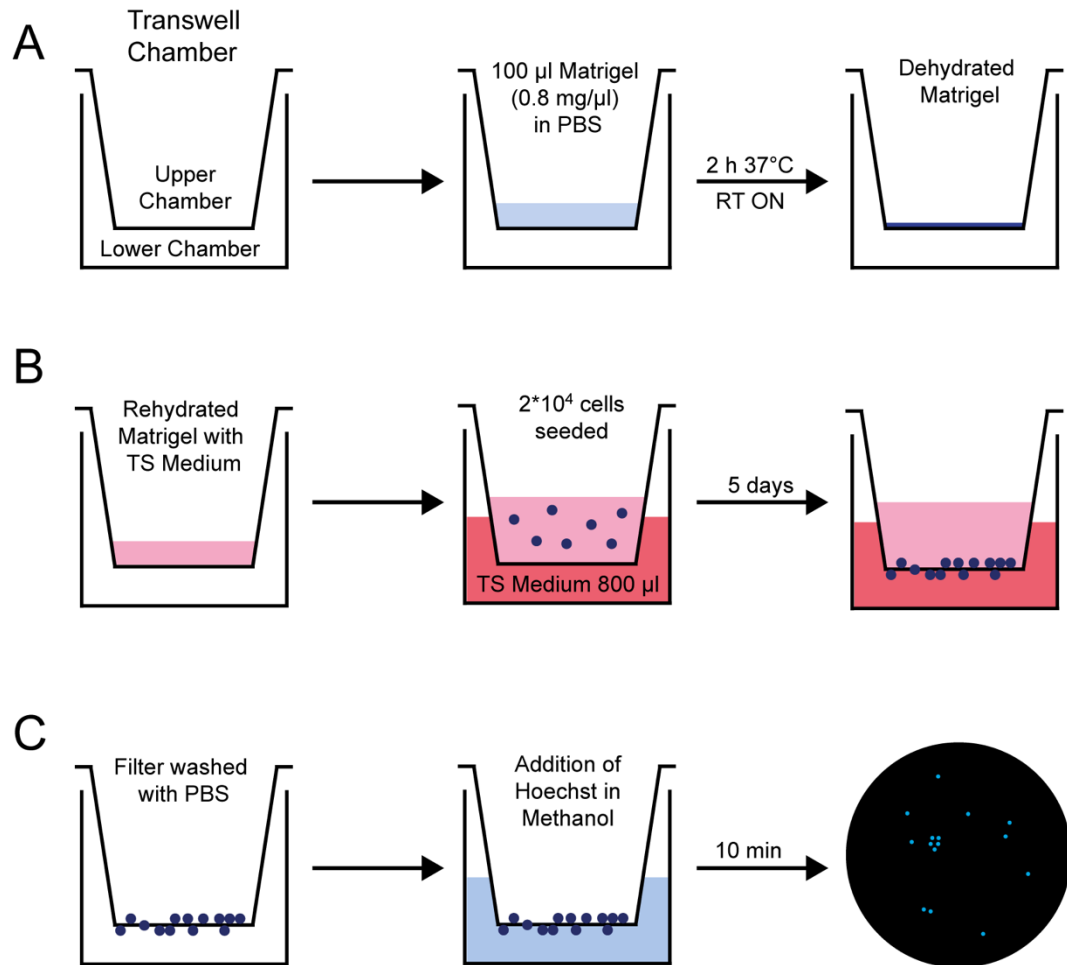 A
Transwell
Chamber
Upper
Chamber
Lower Chamber
100 µl Matrigel
(0.8 mg/µl)
in PBS
2 h 37°C
RT ON
Dehydrated
Matrigel
B
Rehydrated
Matrigel with
TS Medium
2*10⁴ cells
seeded
TS Medium 800 µl
5 days
C
Filter washed
with PBS
Addition of
Hoechst in
Methanol
10 min